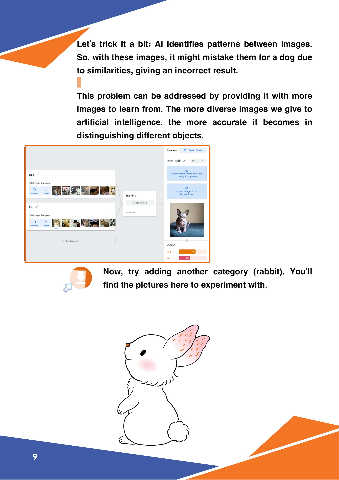 Let's trick it a bit: AI identifies patterns between images.
So, with these images, it might mistake them for a dog due
to similarities, giving an incorrect result.
This problem can be addressed by providing it with more
images to learn from. The more diverse images we give to
artificial intelligence, the more accurate it becomes in
distinguishing different objects.
Now, try adding another category (rabbit). You'll
find the pictures here to experiment with.
9